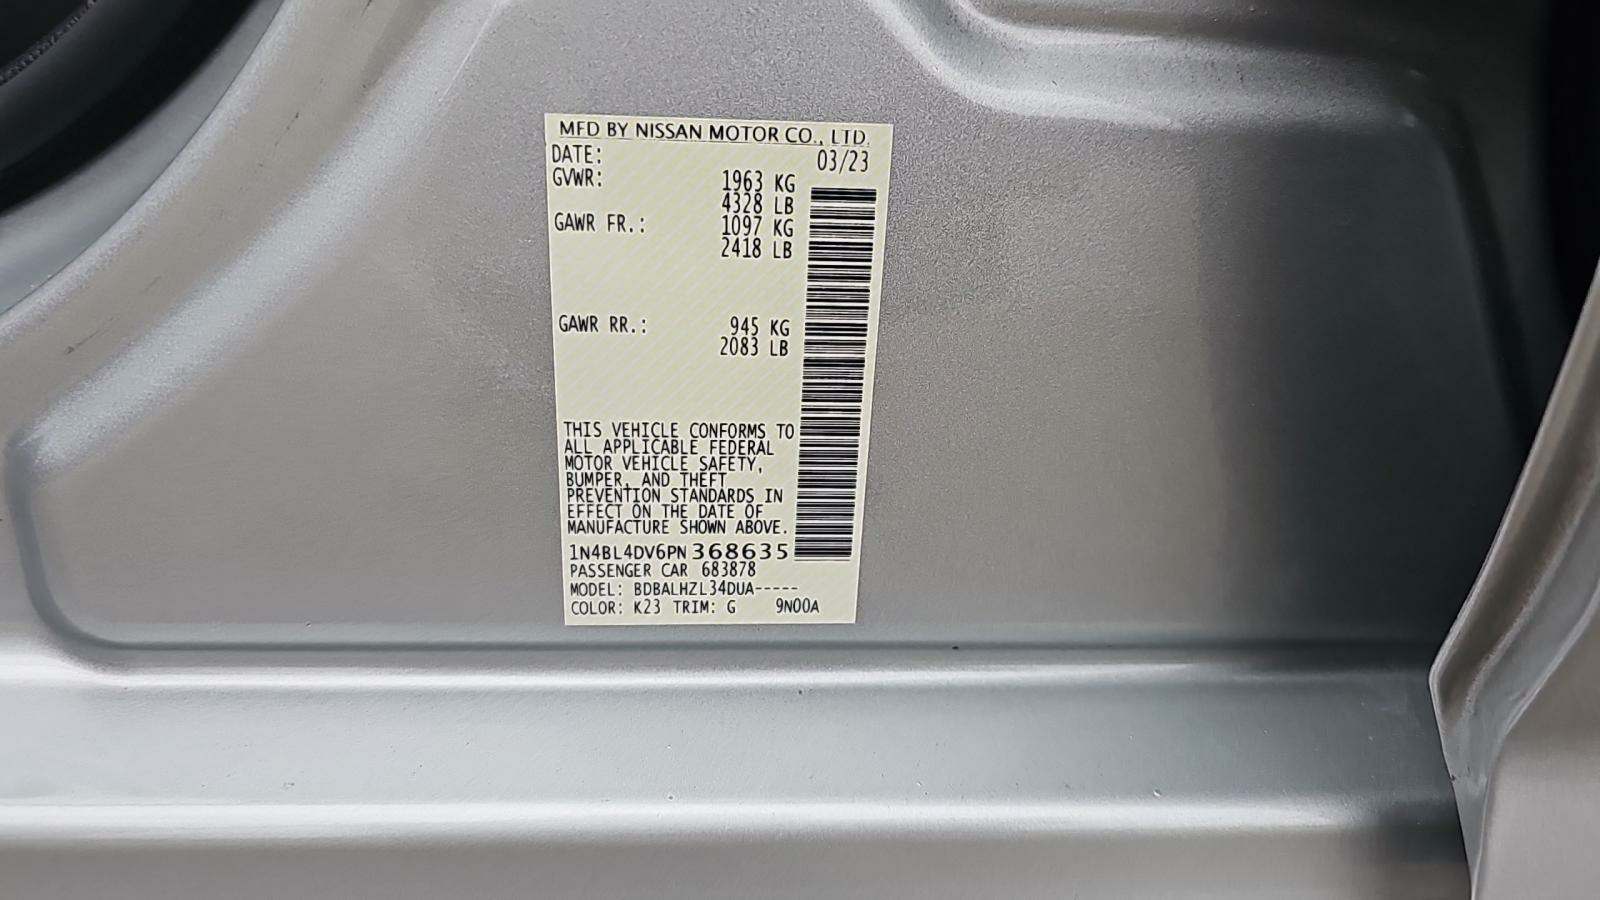 MFD BY NISSAN MOTOR CO., LTD.
DATE: 03/23
GVWR: 1963 KG
4328 LB
GAWR FR.: 1097 KG
2418 LB
GAWR RR.: 945 KG
2083 LB
THIS VEHICLE CONFORMS TO
ALL APPLICABLE FEDERAL
MOTOR VEHICLE SAFETY,
BUMPER, AND THEFT
PREVENTION STANDARDS IN
EFFECT ON THE DATE OF
MANUFACTURE SHOWN ABOVE.
1N4BL4DV6PN368635
PASSENGER CAR 683878
MODEL: BDBALHZL34DUA-----
COLOR: K23 TRIM: G 9N00A